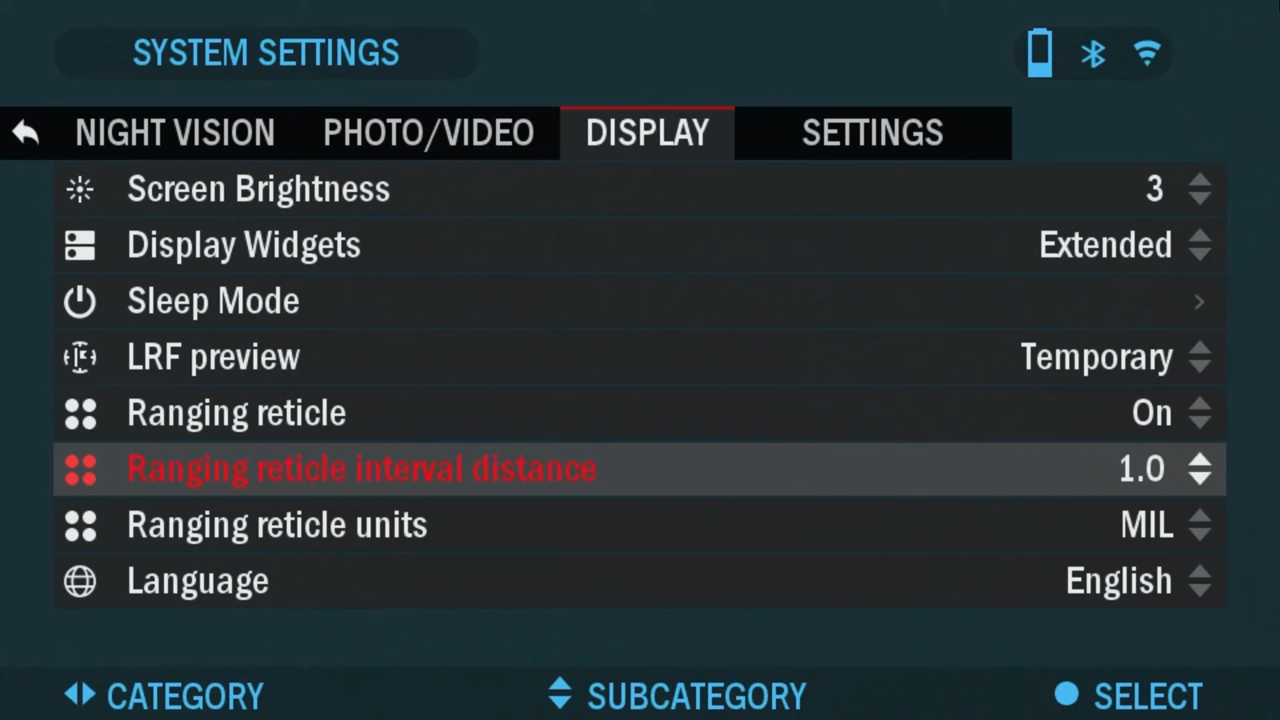 SYSTEM SETTINGS
NIGHT VISION PHOTO/VIDEO DISPLAY SETTINGS
Screen Brightness 3
Display Widgets Extended
Sleep Mode
LRF preview Temporary
Ranging reticle On
Ranging reticle interval distance 1.0
Ranging reticle units MIL
Language English
CATEGORY SUBCATEGORY SELECT